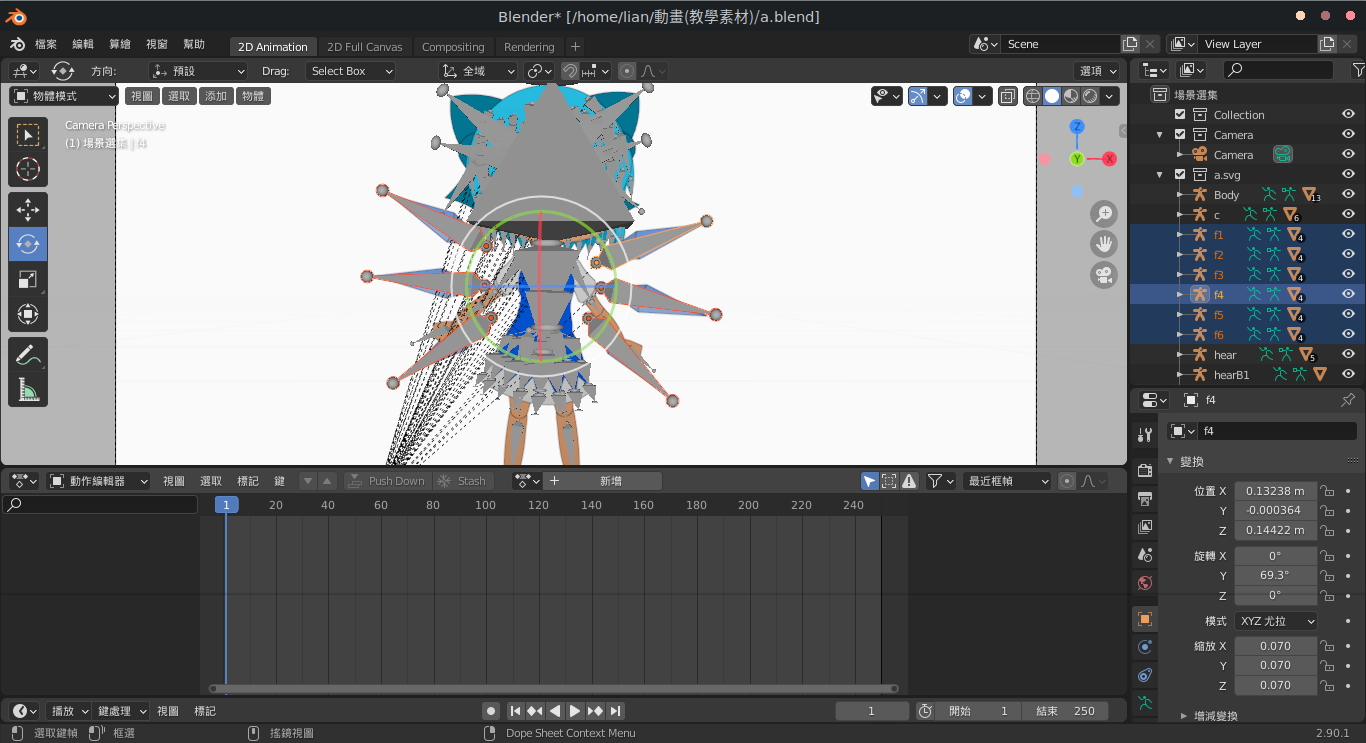 Blender* [/home/lian/動畫(教學素材)/a.blend]
檔案 編輯 算繪 視窗 幫助 2D Animation 2D Full Canvas Compositing Rendering + Scene View Layer
方向: 預設 Drag: Select Box 全域 選項
物體模式 視圖 選取 添加 物體
Camera Perspective
(1) 場景選集 | f4
Z
Y
X
場景選集
Collection
Camera
Camera
a.svg
Body 13
c 6
f1 4
f2 4
f3 4
f4 4
f5 4
f6 4
hear 5
hearB1
f4
f4
變換
位置 X 0.13238 m
Y -0.000364
Z 0.14422 m
旋轉 X 0°
Y 69.3°
Z 0°
模式 XYZ 尤拉
縮放 X 0.070
Y 0.070
Z 0.070
增減變換
動作編輯器 視圖 選取 標記 鍵 Push Down Stash + 新增 最近框幀
1 20 40 60 80 100 120 140 160 180 200 220 240
播放 鍵處理 視圖 標記 1 開始 1 結束 250
選取鍵幀 框選 搖鏡視圖 Dope Sheet Context Menu 2.90.1